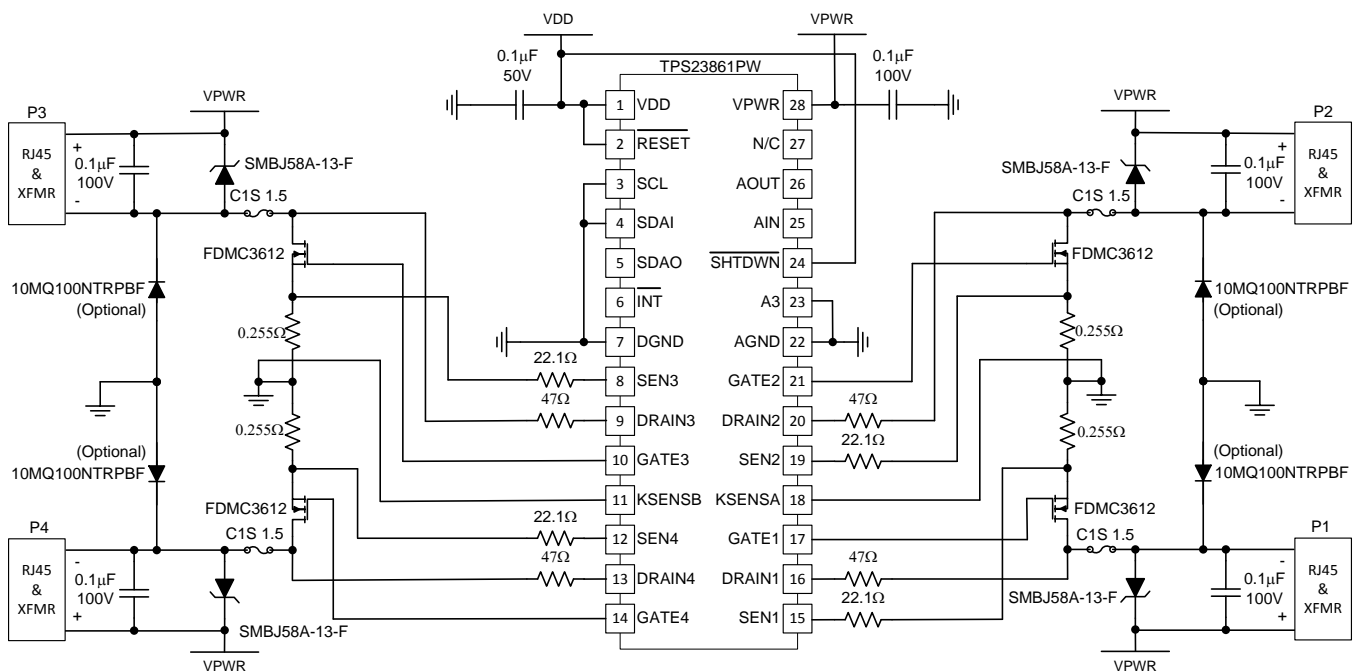 VDD
VPWR
0.1μF
50V
0.1μF
100V
TPS23861PW
1
VDD
2
RESET
3
SCL
4
SDAI
5
SDAO
6
INT
7
DGND
8
SEN3
9
DRAIN3
10
GATE3
11
KSENSB
12
SEN4
13
DRAIN4
14
GATE4
VPWR
28
N/C
27
AOUT
26
AIN
25
SHTDWN
24
A3
23
AGND
22
GATE2
21
DRAIN2
20
SEN2
19
KSENSA
18
GATE1
17
DRAIN1
16
SEN1
15
P3
RJ45
&
XFMR
+
-
VPWR
0.1μF
100V
SMBJ58A-13-F
C1S 1.5
FDMC3612
10MQ100NTRPBF
(Optional)
0.255Ω
0.255Ω
22.1Ω
47Ω
(Optional)
10MQ100NTRPBF
FDMC3612
C1S 1.5
22.1Ω
47Ω
P4
RJ45
&
XFMR
-
+
0.1μF
100V
SMBJ58A-13-F
VPWR
VPWR
P2
RJ45
&
XFMR
+
-
0.1μF
100V
SMBJ58A-13-F
C1S 1.5
FDMC3612
10MQ100NTRPBF
(Optional)
0.255Ω
0.255Ω
47Ω
22.1Ω
(Optional)
10MQ100NTRPBF
FDMC3612
C1S 1.5
47Ω
22.1Ω
P1
RJ45
&
XFMR
-
+
0.1μF
100V
SMBJ58A-13-F
VPWR